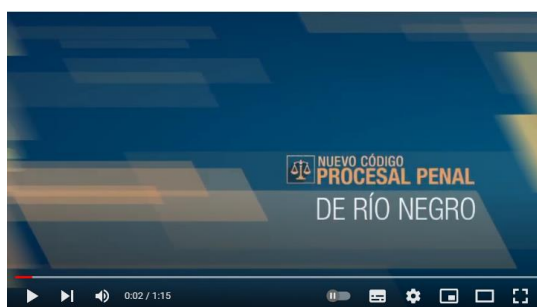 NUEVO CÓDIGO
PROCESAL PENAL
DE RÍO NEGRO
0:02 / 1:15